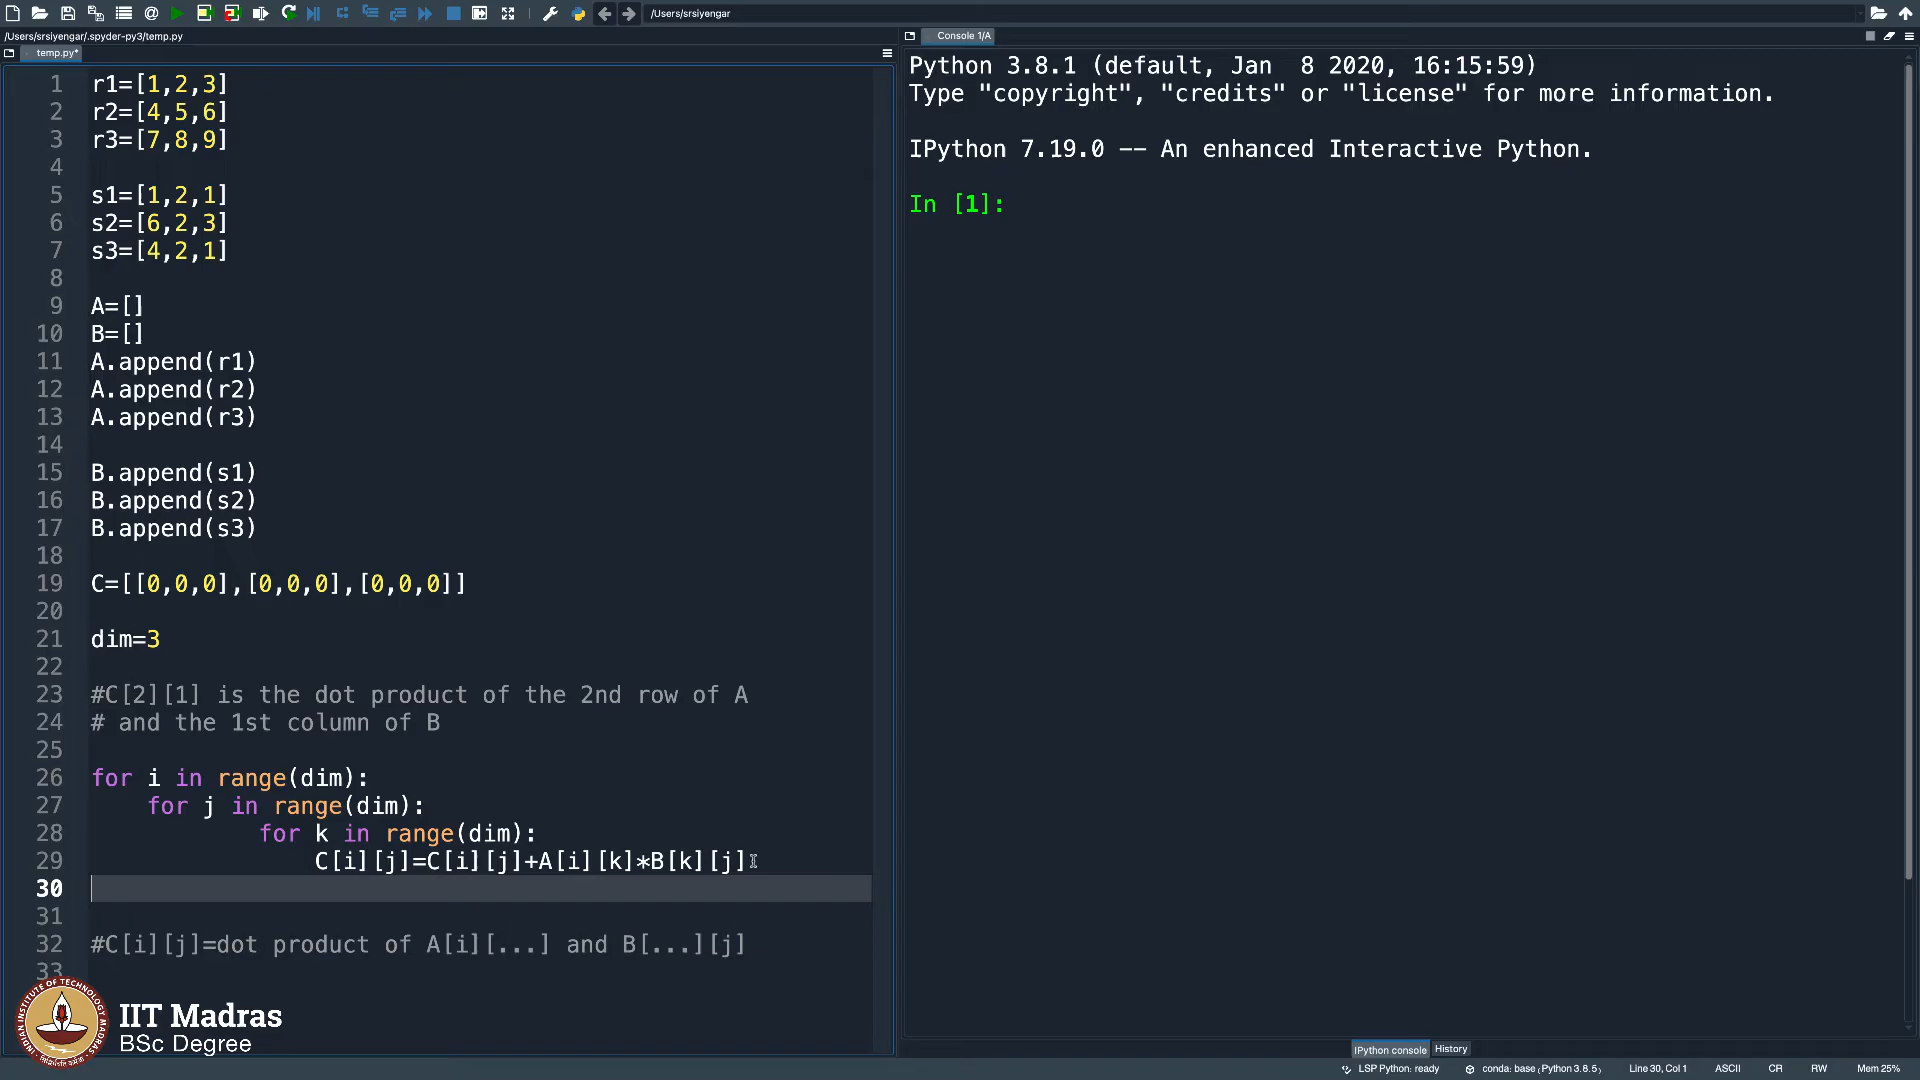 /Users/srsiyengar
/Users/srsiyengar/.spyder-py3/temp.py
temp.py*
1 r1=[1,2,3]
2 r2=[4,5,6]
3 r3=[7,8,9]
4
5 s1=[1,2,1]
6 s2=[6,2,3]
7 s3=[4,2,1]
8
9 A=[]
10 B=[]
11 A.append(r1)
12 A.append(r2)
13 A.append(r3)
14
15 B.append(s1)
16 B.append(s2)
17 B.append(s3)
18
19 C=[[0,0,0],[0,0,0],[0,0,0]]
20
21 dim=3
22
23 #C[2][1] is the dot product of the 2nd row of A
24 # and the 1st column of B
25
26 for i in range(dim):
27     for j in range(dim):
28             for k in range(dim):
29                 C[i][j]=C[i][j]+A[i][k]*B[k][j]
30
31
32 #C[i][j]=dot product of A[i][...] and B[...][j]
33
IIT Madras
BSc Degree
Console 1/A
Python 3.8.1 (default, Jan  8 2020, 16:15:59)
Type "copyright", "credits" or "license" for more information.
IPython 7.19.0 -- An enhanced Interactive Python.
In [1]:
IPython console
History
LSP Python: ready
conda: base (Python 3.8.5)
Line 30, Col 1
ASCII
CR
RW
Mem 25%